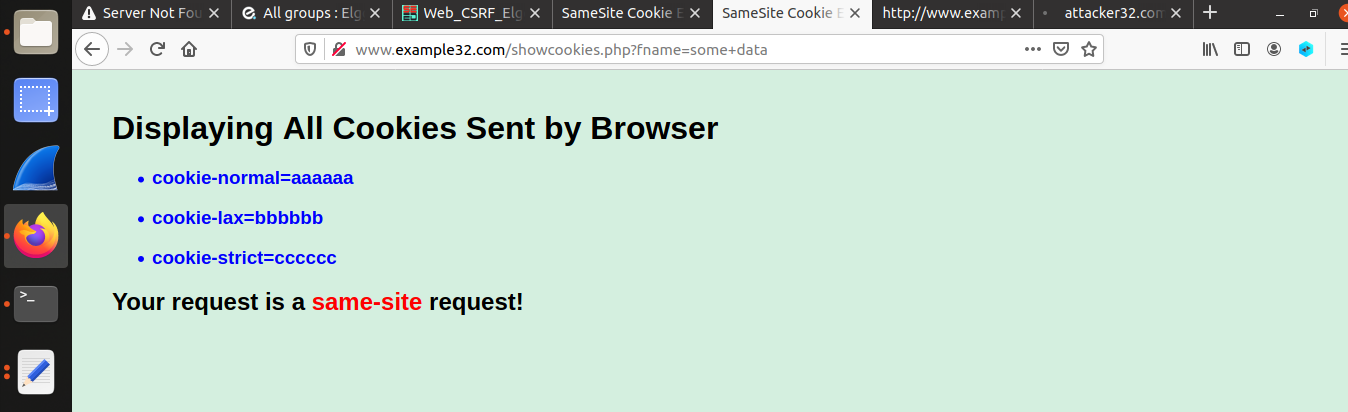 Server Not Fou
All groups : Elg
Web_CSRF_Elg
SameSite Cookie E
SameSite Cookie E
http://www.examp
attacker32.com
www.example32.com/showcookies.php?fname=some+data
Displaying All Cookies Sent by Browser
• cookie-normal=aaaaaa
• cookie-lax=bbbbbb
• cookie-strict=cccccc
Your request is a same-site request!